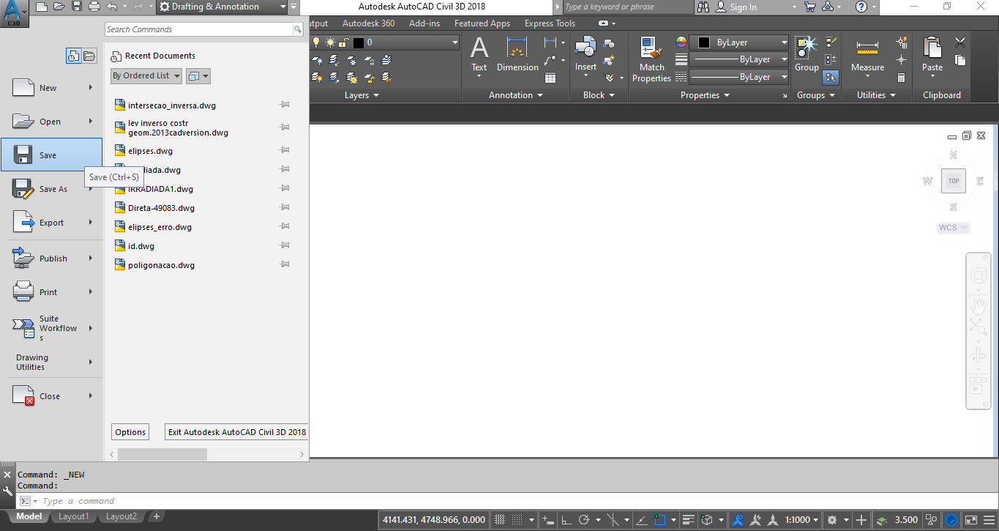 C3D
Drafting & Annotation
Autodesk AutoCAD Civil 3D 2018
Type a keyword or phrase
Sign In
Search Commands
utput
Autodesk 360
Add-ins
Featured Apps
Express Tools
Recent Documents
By Ordered List
0
Text
Dimension
Insert
Match
Properties
ByLayer
ByLayer
ByLayer
Group
Measure
Paste
Layers
Annotation
Block
Properties
Groups
Utilities
Clipboard
New
Open
Save
Save (Ctrl+S)
Save As
Export
Publish
Print
Suite
Workflow
s
Drawing
Utilities
Close
intersecao_inversa.dwg
lev inverso costr
geom.2013cadversion.dwg
elipses.dwg
liada.dwg
IRRADIADA1.dwg
Direta-49083.dwg
elipses_erro.dwg
id.dwg
poligonacao.dwg
N
W
TOP
E
S
WCS
Options
Exit Autodesk AutoCAD Civil 3D 2018
Command: _NEW
Command:
Type a command
Model
Layout1
Layout2
4141.431, 4748.966, 0.000
1:1000
3.500